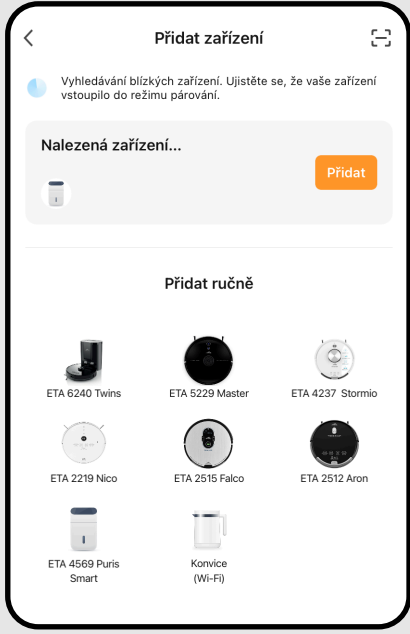 Přidat zařízení
Vyhledávání blízkých zařízení. Ujistěte se, že vaše zařízení
vstoupilo do režimu párování.
Nalezená zařízení...
Přidat
Přidat ručně
ETA 6240 Twins
ETA 5229 Master
ETA 4237 Stormio
ETA 2219 Nico
ETA 2515 Falco
ETA 2512 Aron
ETA 4569 Puris
Smart
Konvice
(Wi-Fi)